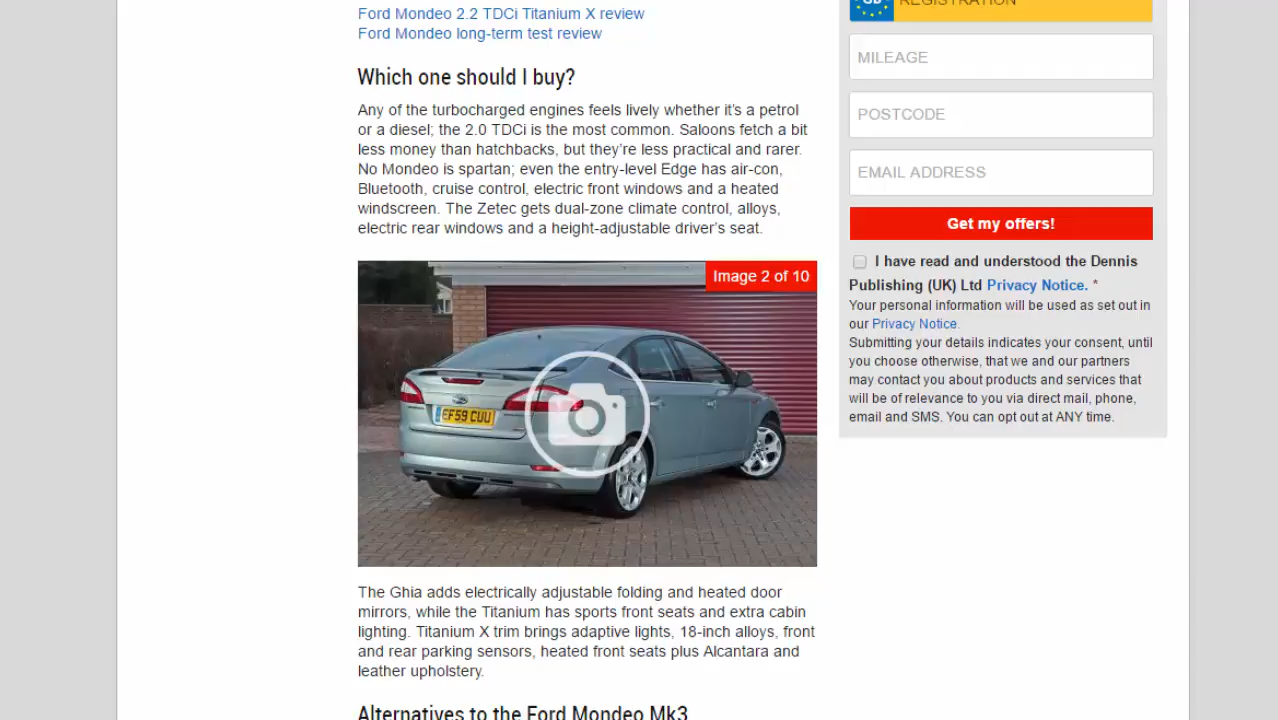 Ford Mondeo 2.2 TDCi Titanium X review
Ford Mondeo long-term test review
Which one should I buy?
Any of the turbocharged engines feels lively whether it's a petrol
or a diesel; the 2.0 TDCi is the most common. Saloons fetch a bit
less money than hatchbacks, but they're less practical and rarer.
No Mondeo is spartan; even the entry-level Edge has air-con,
Bluetooth, cruise control, electric front windows and a heated
windscreen. The Zetec gets dual-zone climate control, alloys,
electric rear windows and a height-adjustable driver's seat.
Image 2 of 10
EF59 CUU
The Ghia adds electrically adjustable folding and heated door
mirrors, while the Titanium has sports front seats and extra cabin
lighting. Titanium X trim brings adaptive lights, 18-inch alloys, front
and rear parking sensors, heated front seats plus Alcantara and
leather upholstery.
Alternatives to the Ford Mondeo Mk3
GB
REGISTRATION
MILEAGE
POSTCODE
EMAIL ADDRESS
Get my offers!
I have read and understood the Dennis
Publishing (UK) Ltd Privacy Notice. *
Your personal information will be used as set out in
our Privacy Notice.
Submitting your details indicates your consent, until
you choose otherwise, that we and our partners
may contact you about products and services that
will be of relevance to you via direct mail, phone,
email and SMS. You can opt out at ANY time.